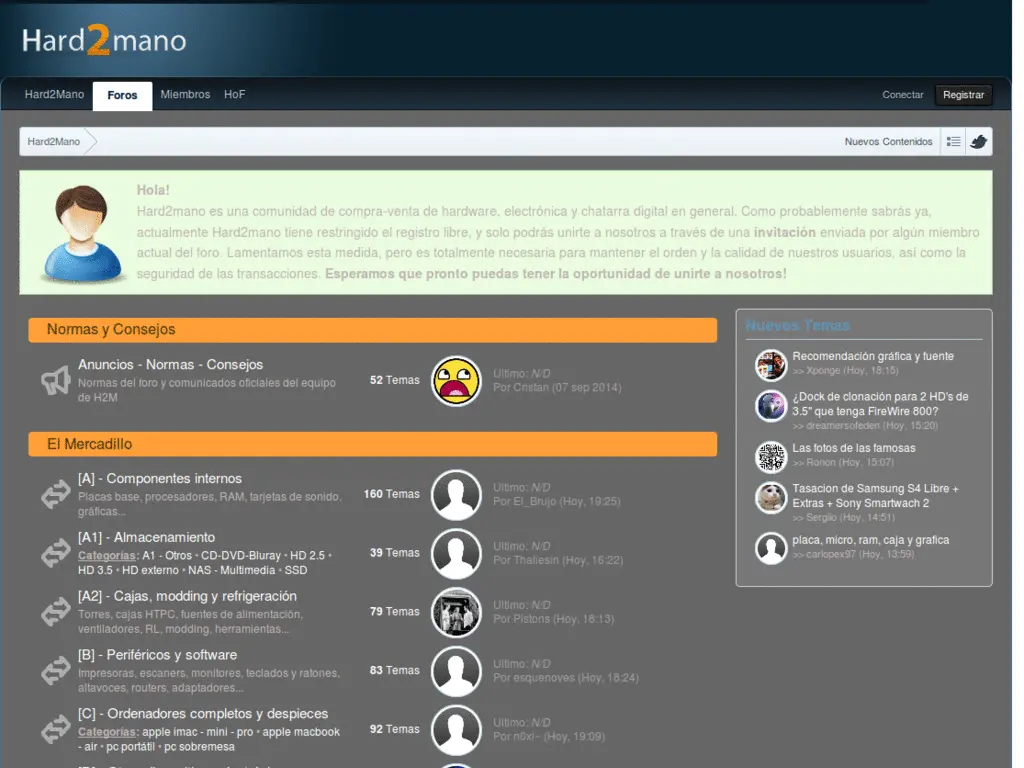 Hard2mano
Hard2Mano Foros Miembros HoF Conectar Registrar
Hard2Mano Nuevos Contenidos
Hola!
Hard2mano es una comunidad de compra-venta de hardware, electrónica y chatarra digital en general. Como probablemente sabrás ya,
actualmente Hard2mano tiene restringido el registro libre, y solo podrás unirte a nosotros a través de una invitación enviada por algún miembro
actual del foro. Lamentamos esta medida, pero es totalmente necesaria para mantener el orden y la calidad de nuestros usuarios, asi como la
seguridad de las transacciones. Esperamos que pronto puedas tener la oportunidad de unirte a nosotros!
Normas y Consejos
Anuncios - Normas - Consejos
Normas del foro y comunicados oficiales del equipo
de H2M
52 Temas
Ultimo: N/D
Por Cristan (07 sep 2014)
El Mercadillo
[A] - Componentes internos
Placas base, procesadores, RAM, tarjetas de sonido,
gráficas...
160 Temas
Ultimo: N/D
Por El_Brujo (Hoy, 19:25)
[A1] - Almacenamiento
Categorías: A1 - Otros • CD-DVD-Bluray • HD 2.5 •
HD 3.5 • HD externo • NAS - Multimedia • SSD
39 Temas
Ultimo: N/D
Por Thaliesin (Hoy, 16:22)
[A2] - Cajas, modding y refrigeración
Torres, cajas HTPC, fuentes de alimentación,
ventiladores, RL, modding, herramientas...
79 Temas
Ultimo: N/D
Por Pistons (Hoy, 16:13)
[B] - Periféricos y software
Impresoras, escaners, monitores, teclados y ratones,
altavoces, routers, adaptadores...
83 Temas
Ultimo: N/D
Por esquenoves (Hoy, 18:24)
[C] - Ordenadores completos y despieces
Categorías: apple imac - mini - pro • apple macbook
- air • pc portátil • pc sobremesa
92 Temas
Ultimo: N/D
Por n0xi~ (Hoy, 19:09)
Nuevos Temas
Recomendación gráfica y fuente
>> Xponge (Hoy, 18:15)
¿Dock de clonación para 2 HD's de
3.5" que tenga FireWire 800?
>> dreamersofeden (Hoy, 15:20)
Las fotos de las famosas
>> Ronon (Hoy, 15:07)
Tasacion de Samsung S4 Libre +
Extras + Sony Smartwach 2
>> Sergiio (Hoy, 14:51)
placa, micro, ram, caja y grafica
>> carlopex97 (Hoy, 13:59)